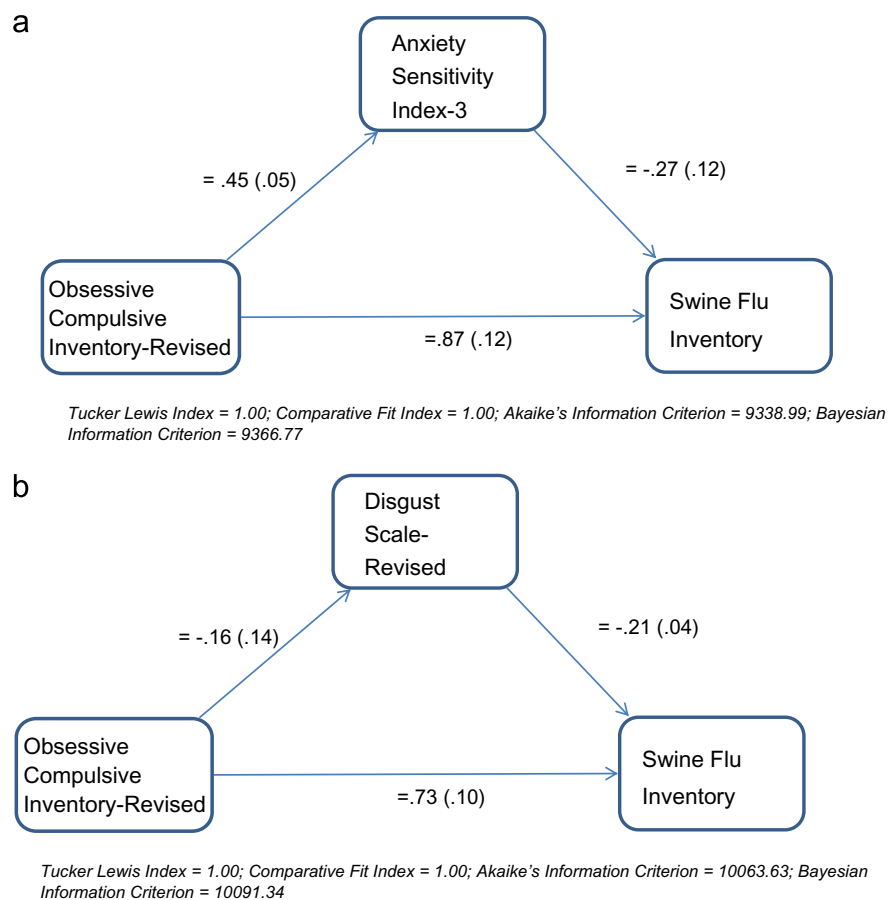 a
Anxiety
Sensitivity
Index-3
= .45 (.05)
= -.27 (.12)
Obsessive
Compulsive
Inventory-Revised
=.87 (.12)
Swine Flu
Inventory
Tucker Lewis Index = 1.00; Comparative Fit Index = 1.00; Akaike's Information Criterion = 9338.99; Bayesian
Information Criterion = 9366.77
b
Disgust
Scale-
Revised
= -.16 (.14)
= -.21 (.04)
Obsessive
Compulsive
Inventory-Revised
=.73 (.10)
Swine Flu
Inventory
Tucker Lewis Index = 1.00; Comparative Fit Index = 1.00; Akaike's Information Criterion = 10063.63; Bayesian
Information Criterion = 10091.34